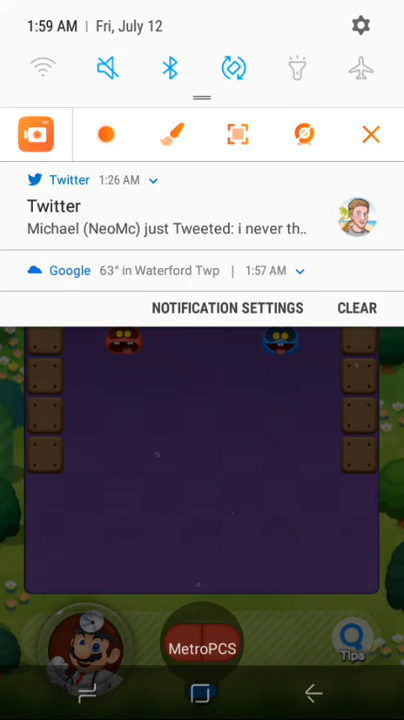 1:59 AM | Fri, July 12
Twitter 1:26 AM
Twitter
Michael (NeoMc) just Tweeted: i never th..
Google 63° in Waterford Twp | 1:57 AM
NOTIFICATION SETTINGS CLEAR
MetroPCS
Tips